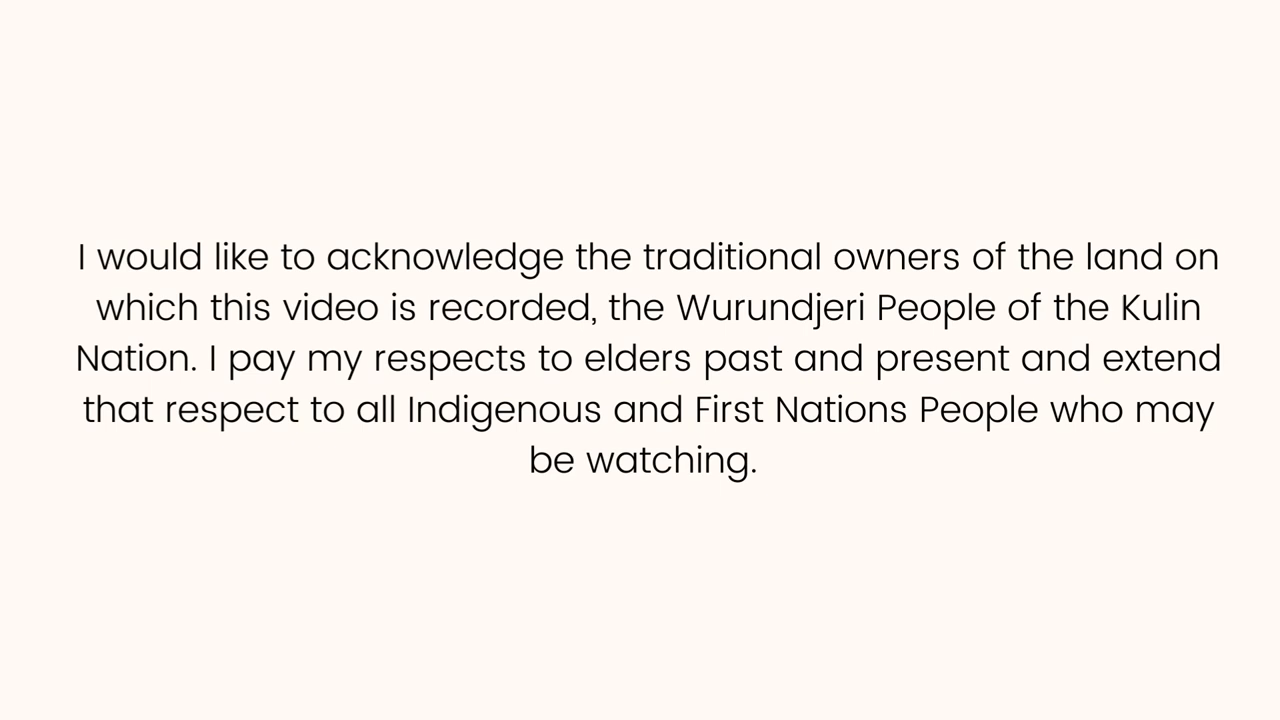 I would like to acknowledge the traditional owners of the land on
which this video is recorded, the Wurundjeri People of the Kulin
Nation. I pay my respects to elders past and present and extend
that respect to all Indigenous and First Nations People who may
be watching.